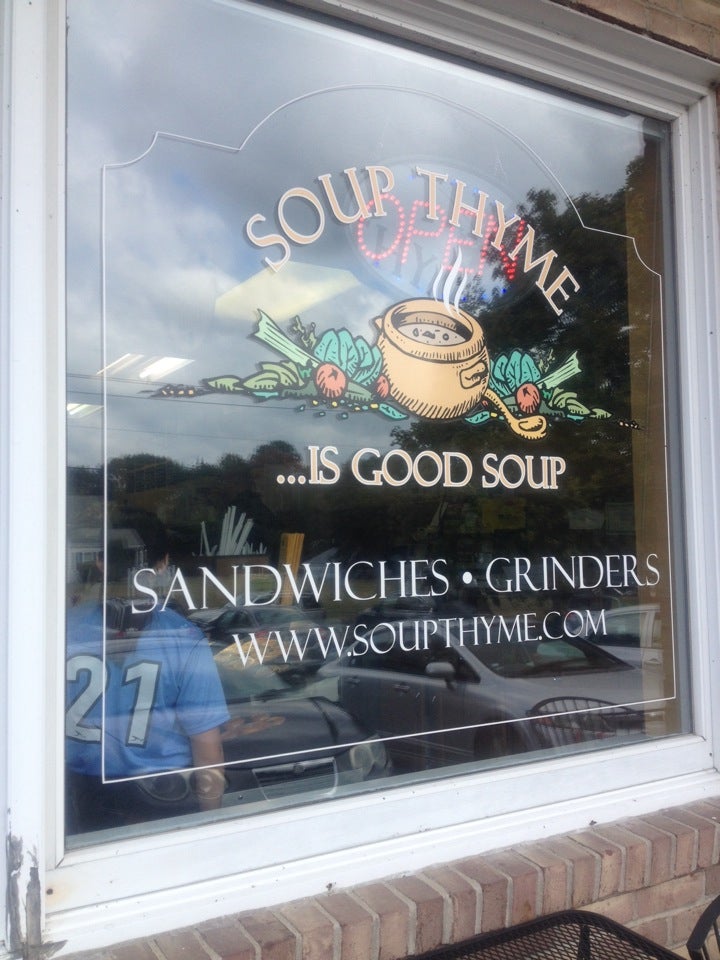 SOUP THYME
OPEN
...IS GOOD SOUP
SANDWICHES • GRINDERS
WWW.SOUPTHYME.COM
21